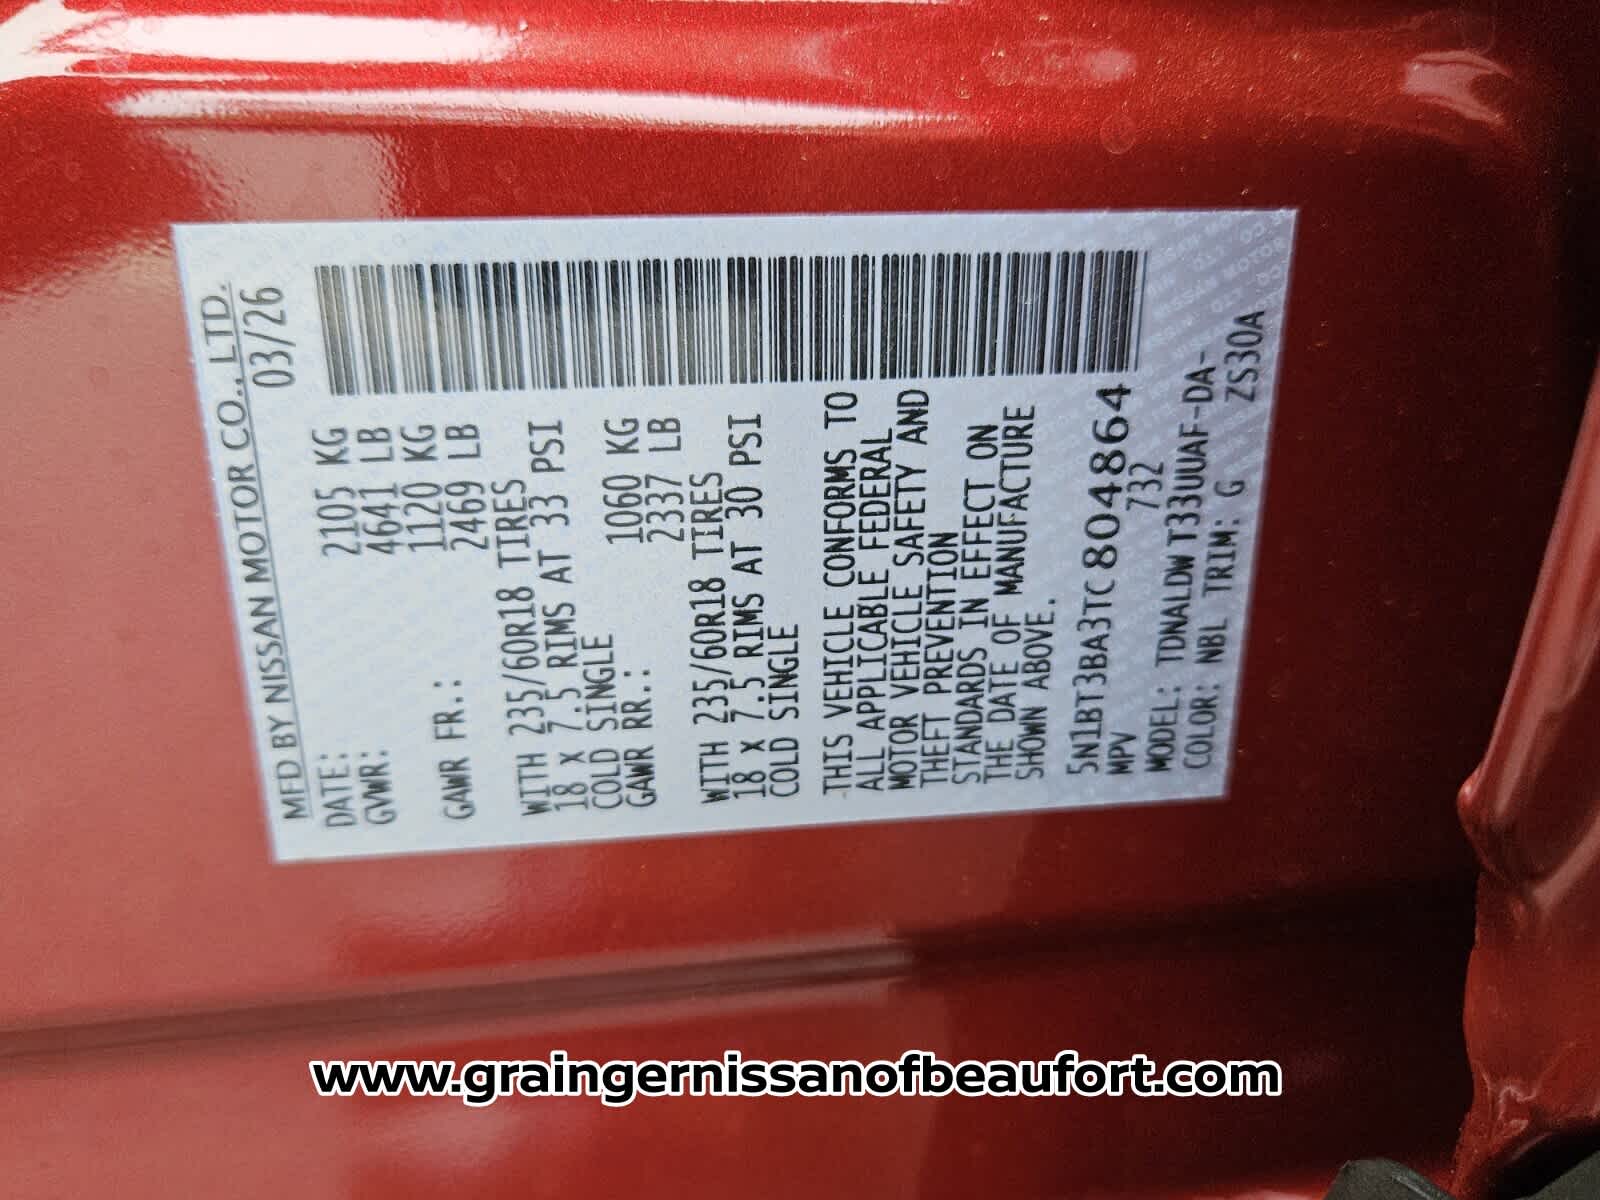 MFD BY NISSAN MOTOR CO., LTD.
DATE: 03/26
GVWR: 2105 KG
4641 LB
GAWR FR.: 1120 KG
2469 LB
WITH 235/60R18 TIRES
18 X 7.5 RIMS AT 33 PSI
COLD SINGLE
GAWR RR.: 1060 KG
2337 LB
WITH 235/60R18 TIRES
18 X 7.5 RIMS AT 30 PSI
COLD SINGLE
THIS VEHICLE CONFORMS TO
ALL APPLICABLE FEDERAL
MOTOR VEHICLE SAFETY AND
THEFT PREVENTION
STANDARDS IN EFFECT ON
THE DATE OF MANUFACTURE
SHOWN ABOVE.
5N1BT3BA3TC804864
MPV 732
MODEL: TDNALDW T33UUAF-DA-
COLOR: NBL TRIM: G ZS30A
www.graingernissanofbeaufort.com